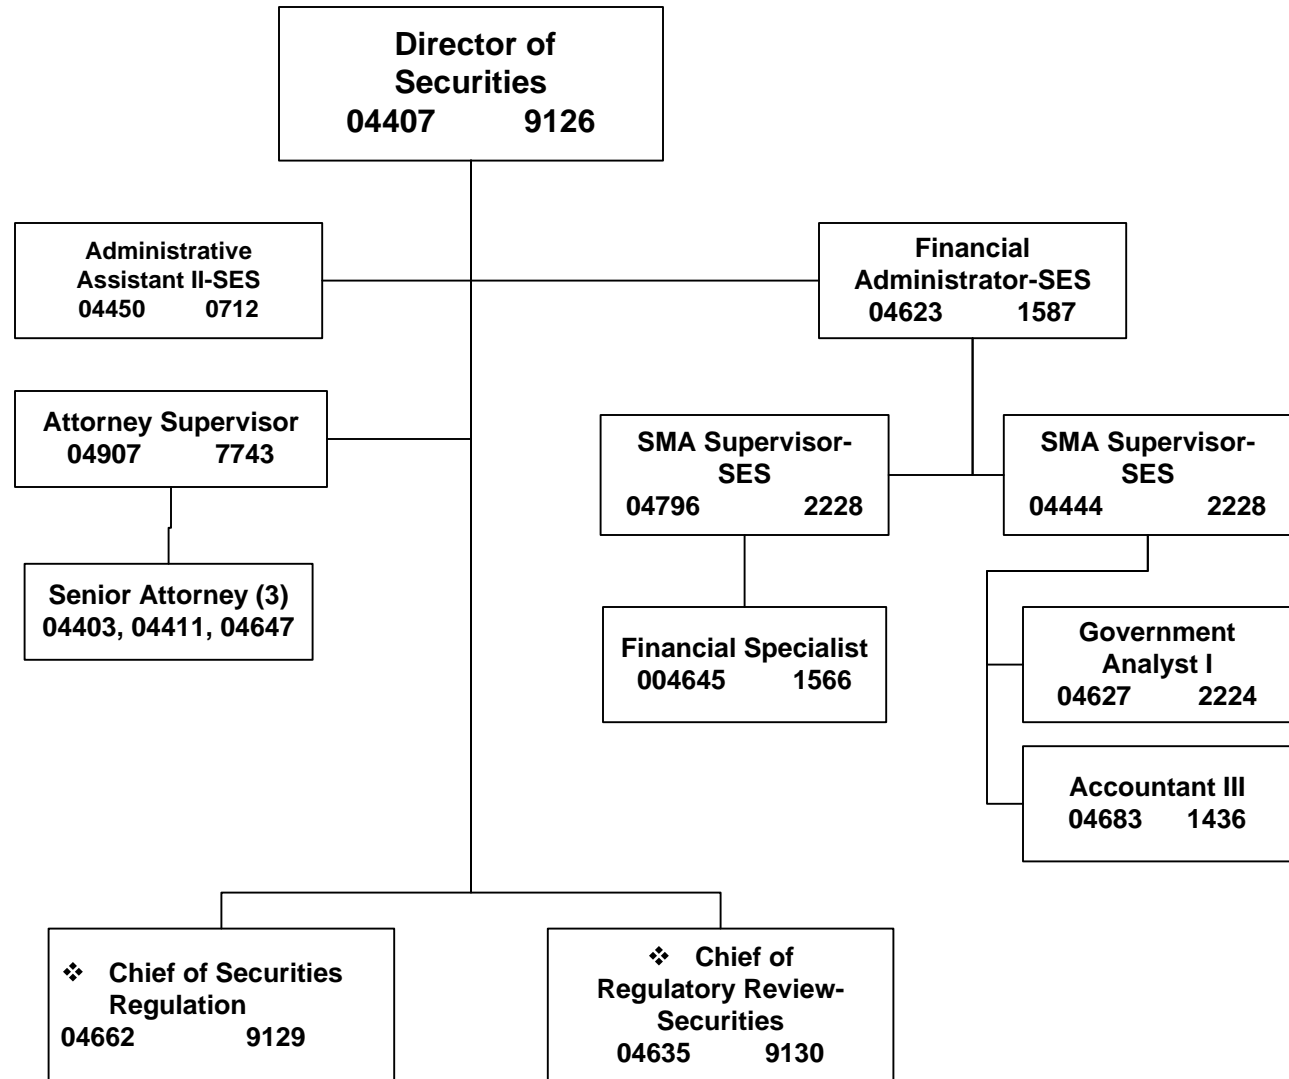 Director of
Securities
04407 9126
Administrative
Assistant II-SES
04450 0712
Financial
Administrator-SES
04623 1587
Attorney Supervisor
04907 7743
SMA Supervisor-
SES
04796 2228
SMA Supervisor-
SES
04444 2228
Senior Attorney (3)
04403, 04411, 04647
Financial Specialist
004645 1566
Government
Analyst I
04627 2224
Accountant III
04683 1436
❖ Chief of Securities
Regulation
04662 9129
❖ Chief of
Regulatory Review-
Securities
04635 9130